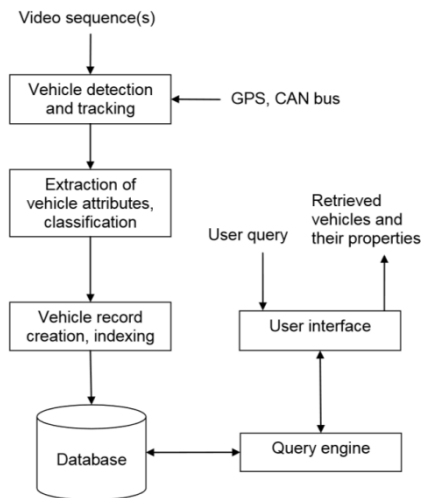 Video sequence(s)
Vehicle detection
and tracking
GPS, CAN bus
Extraction of
vehicle attributes,
classification
Retrieved
vehicles and
their properties
User query
Vehicle record
creation, indexing
User interface
Database
Query engine